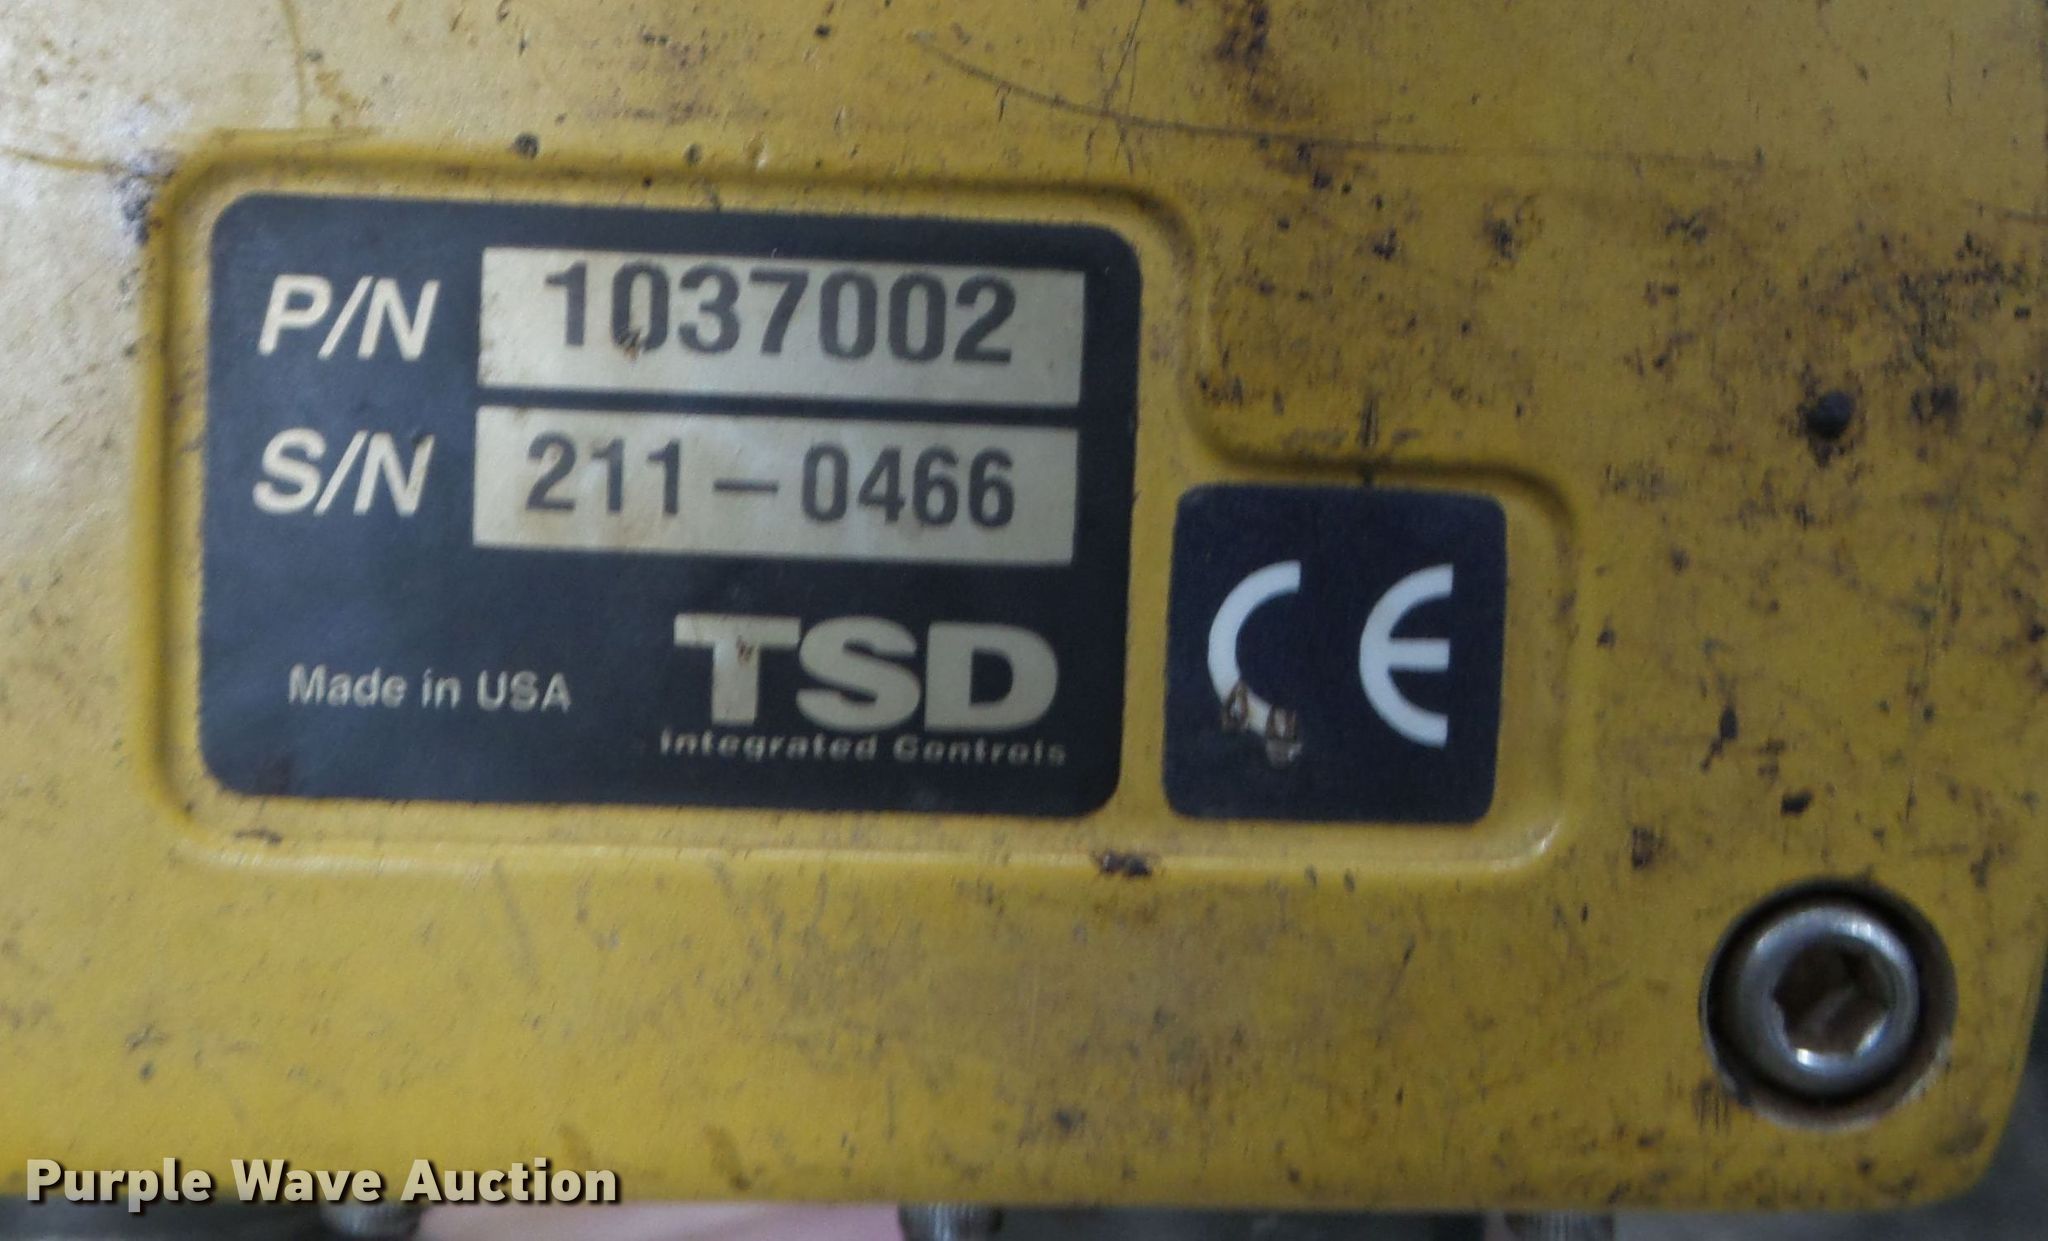 P/N 1037002
S/N 211-0466
Made in USA
TSD
Integrated Controls
CE
Purple Wave Auction